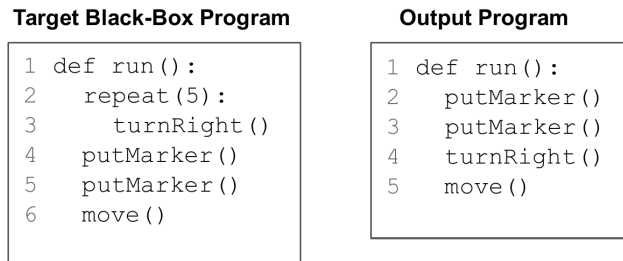 Target Black-Box Program
1 def run():
2 repeat(5):
3 turnRight()
4 putMarker()
5 putMarker()
6 move()
Output Program
1 def run():
2 putMarker()
3 putMarker()
4 turnRight()
5 move()